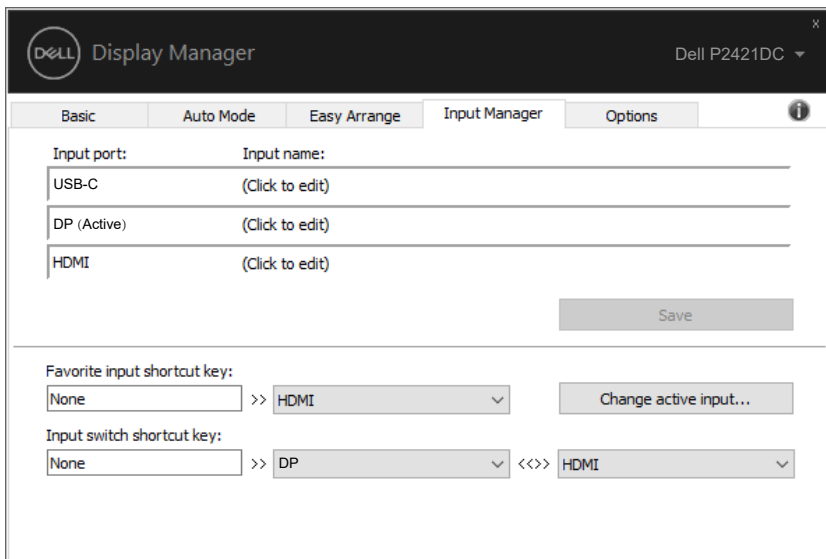 x
DELL Display Manager Dell P2421DC
Basic Auto Mode Easy Arrange Input Manager Options i
Input port: Input name:
USB-C (Click to edit)
DP (Active) (Click to edit)
HDMI (Click to edit)
Save
Favorite input shortcut key:
None >> HDMI Change active input...
Input switch shortcut key:
None >> DP <<>> HDMI